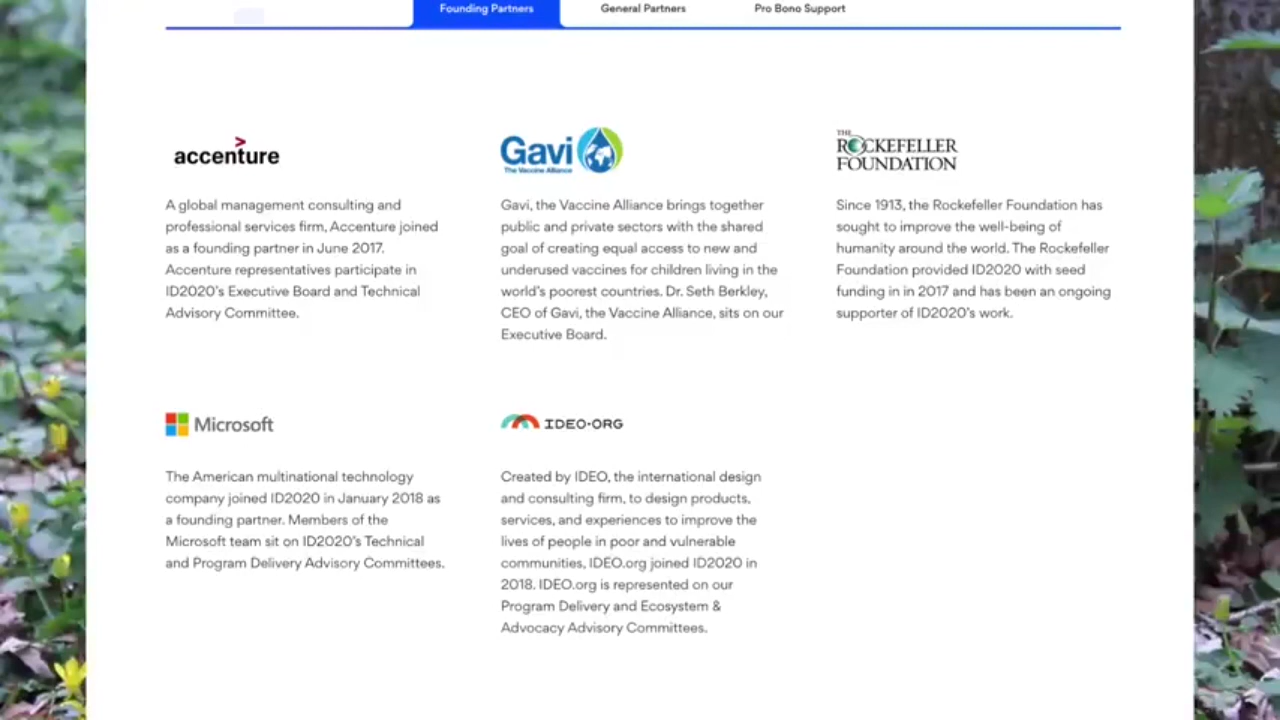 Founding Partners
General Partners
Pro Bono Support
accenture
A global management consulting and
professional services firm, Accenture joined
as a founding partner in June 2017.
Accenture representatives participate in
ID2020's Executive Board and Technical
Advisory Committee.
Gavi
The Vaccine Alliance
Gavi, the Vaccine Alliance brings together
public and private sectors with the shared
goal of creating equal access to new and
underused vaccines for children living in the
world's poorest countries. Dr. Seth Berkley,
CEO of Gavi, the Vaccine Alliance, sits on our
Executive Board.
THE
ROCKEFELLER
FOUNDATION
Since 1913, the Rockefeller Foundation has
sought to improve the well-being of
humanity around the world. The Rockefeller
Foundation provided ID2020 with seed
funding in in 2017 and has been an ongoing
supporter of ID2020's work.
Microsoft
The American multinational technology
company joined ID2020 in January 2018 as
a founding partner. Members of the
Microsoft team sit on ID2020's Technical
and Program Delivery Advisory Committees.
IDEO·ORG
Created by IDEO, the international design
and consulting firm, to design products,
services, and experiences to improve the
lives of people in poor and vulnerable
communities, IDEO.org joined ID2020 in
2018. IDEO.org is represented on our
Program Delivery and Ecosystem &
Advocacy Advisory Committees.